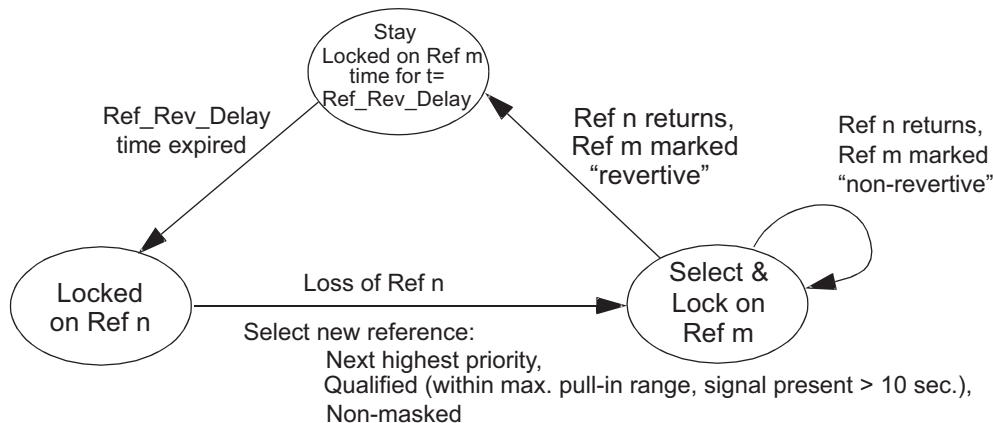 Stay
Locked on Ref m
time for t=
Ref_Rev_Delay
Ref_Rev_Delay
time expired
Ref n returns,
Ref m marked
“revertive”
Ref n returns,
Ref m marked
“non-revertive”
Locked
on Ref n
Loss of Ref n
Select &
Lock on
Ref m
Select new reference:
Next highest priority,
Qualified (within max. pull-in range, signal present > 10 sec.),
Non-masked